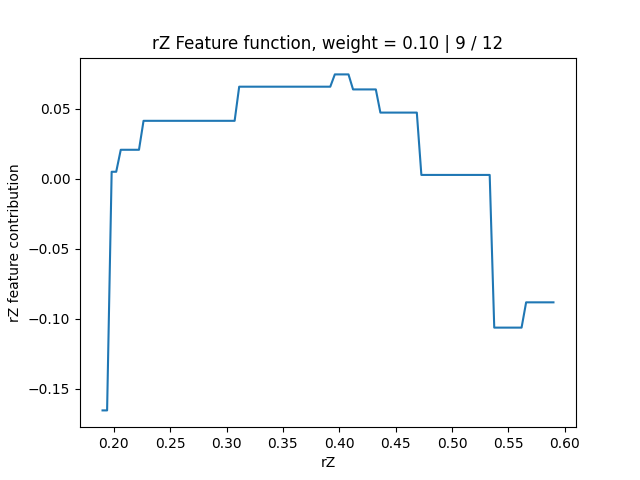 rZ Feature function, weight = 0.10 | 9 / 12
rZ feature contribution
0.05
0.00
−0.05
−0.10
−0.15
0.20 0.25 0.30 0.35 0.40 0.45 0.50 0.55 0.60
rZ